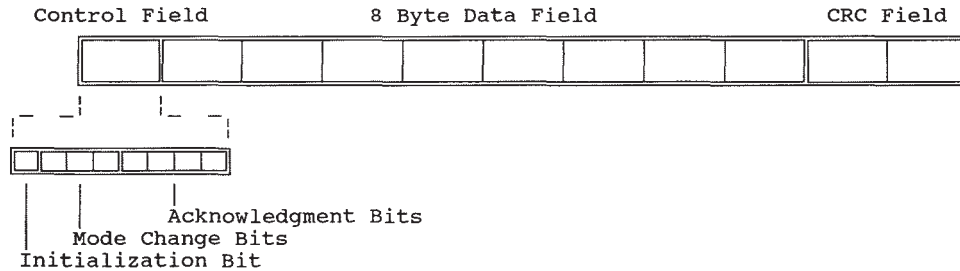 Control Field 8 Byte Data Field CRC Field
Acknowledgment Bits
Mode Change Bits
Initialization Bit